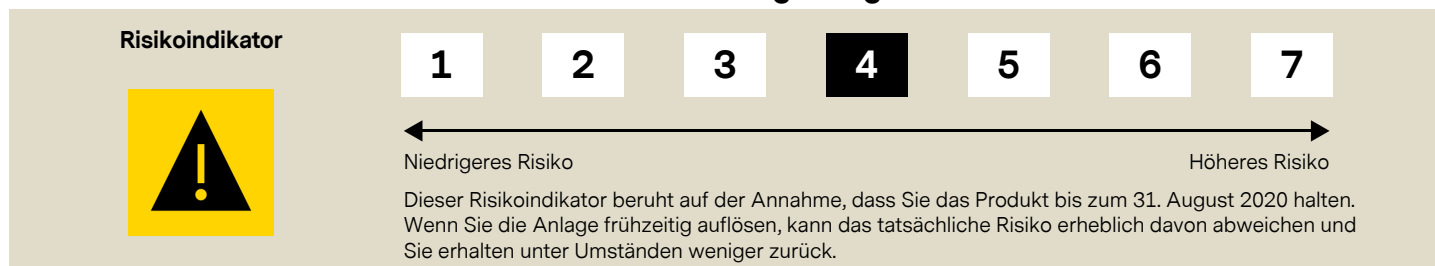 Risikoindikator
1 2 3 4 5 6 7
Niedrigeres Risiko Höheres Risiko
Dieser Risikoindikator beruht auf der Annahme, dass Sie das Produkt bis zum 31. August 2020 halten.
Wenn Sie die Anlage frühzeitig auflösen, kann das tatsächliche Risiko erheblich davon abweichen und
Sie erhalten unter Umständen weniger zurück.